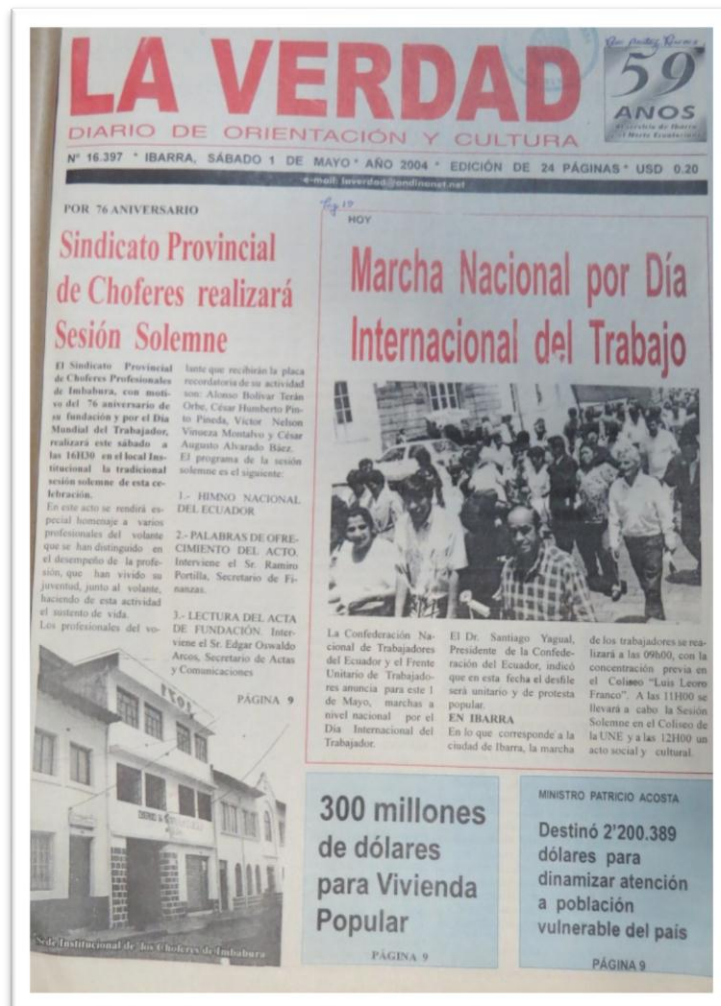 LA VERDAD
DIARIO DE ORIENTACIÓN Y CULTURA
59
AÑOS
Nº 16.397 * IBARRA, SÁBADO 1 DE MAYO * AÑO 2004 * EDICIÓN DE 24 PÁGINAS * USD 0.20
e-mail: laverdad@andinanet.net
POR 76 ANIVERSARIO
Sindicato Provincial
de Choferes realizará
Sesión Solemne
El Sindicato Provincial
de Choferes Profesionales
de Imbabura, con moti-
vo del 76 aniversario de
su fundación y por el Día
Mundial del Trabajador,
realizará este sábado a
las 16H30 en el local Ins-
titucional la tradicional
sesión solemne de esta ce-
lebración.
En este acto se rendirá es-
pecial homenaje a varios
profesionales del volante
que se han distinguido en
el desempeño de la profe-
sión, que han vivido su
juventud, junto al volante,
haciendo de esta actividad
el sustento de vida.
Los profesionales del vo-
lante que recibirán la placa
recordatoria de su actividad
son: Alonso Bolívar Terán
Orbe, César Humberto Pin-
to Pineda, Víctor Nelson
Vinueza Montalvo y César
Augusto Alvarado Báez.
El programa de la sesión
solemne es el siguiente:
1.- HIMNO NACIONAL
DEL ECUADOR
2.- PALABRAS DE OFRE-
CIMIENTO DEL ACTO.
Interviene el Sr. Ramiro
Portilla, Secretario de Fi-
nanzas.
3.- LECTURA DEL ACTA
DE FUNDACIÓN. Inter-
viene el Sr. Edgar Oswaldo
Arcos, Secretario de Actas
y Comunicaciones
PÁGINA 9
Sede Institucional de los Choferes de Imbabura
HOY
Marcha Nacional por Día
Internacional del Trabajo
La Confederación Na-
cional de Trabajadores
del Ecuador y el Frente
Unitario de Trabajado-
res anuncia para este 1
de Mayo, marchas a
nivel nacional por el
Día Internacional del
Trabajador.
El Dr. Santiago Yagual,
Presidente de la Confede-
ración del Ecuador, indicó
que en esta fecha el desfile
será unitario y de protesta
popular.
EN IBARRA
En lo que corresponde a la
ciudad de Ibarra, la marcha
de los trabajadores se rea-
lizará a las 09h00, con la
concentración previa en
el Coliseo "Luis Leoro
Franco". A las 11H00 se
llevará a cabo la Sesión
Solemne en el Coliseo de
la UNE y a las 12H00 un
acto social y cultural.
300 millones
de dólares
para Vivienda
Popular
PÁGINA 9
MINISTRO PATRICIO ACOSTA
Destinó 2'200.389
dólares para
dinamizar atención
a población
vulnerable del país
PÁGINA 9